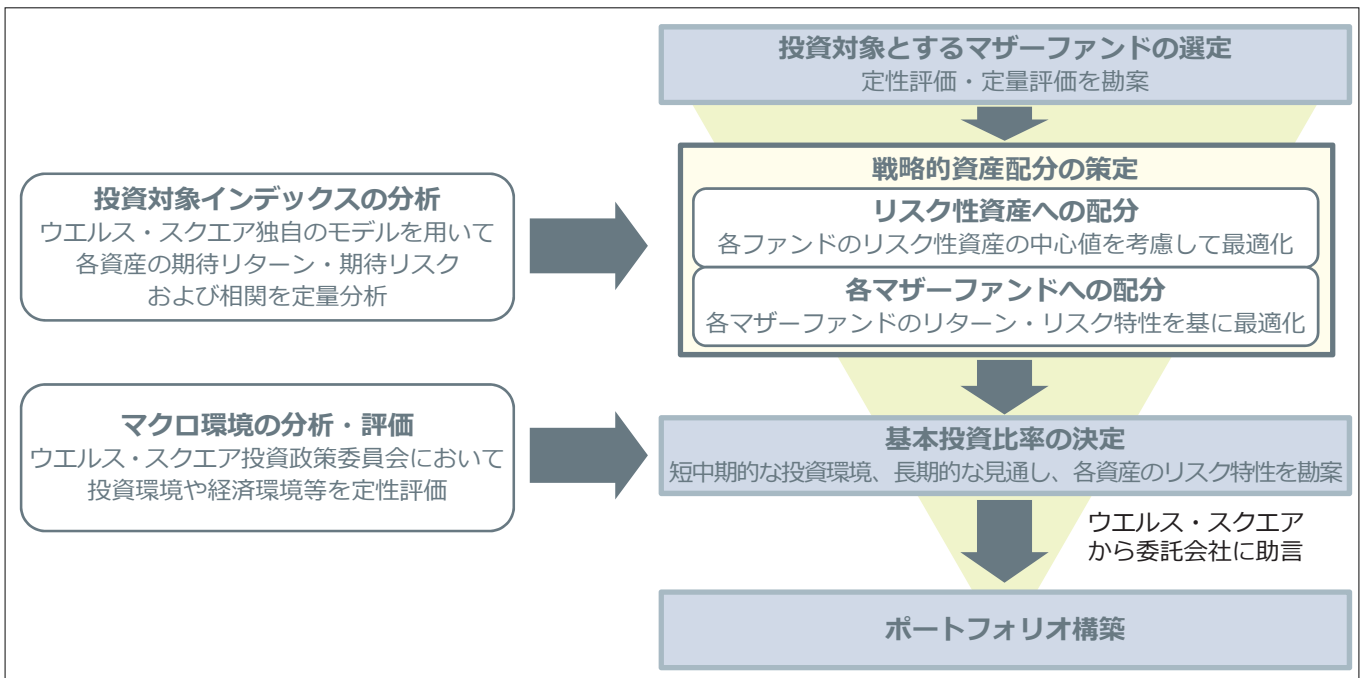 投資対象とするマザーファンドの選定
定性評価・定量評価を勘案
戦略的資産配分の策定
リスク性資産への配分
各ファンドのリスク性資産の中心値を考慮して最適化
各マザーファンドへの配分
各マザーファンドのリターン・リスク特性を基に最適化
投資対象インデックスの分析
ウエルス・スクエア独自のモデルを用いて
各資産の期待リターン・期待リスク
および相関を定量分析
マクロ環境の分析・評価
ウエルス・スクエア投資政策委員会において
投資環境や経済環境等を定性評価
基本投資比率の決定
短中期的な投資環境、長期的な見通し、各資産のリスク特性を勘案
ウエルス・スクエア
から委託会社に助言
ポートフォリオ構築